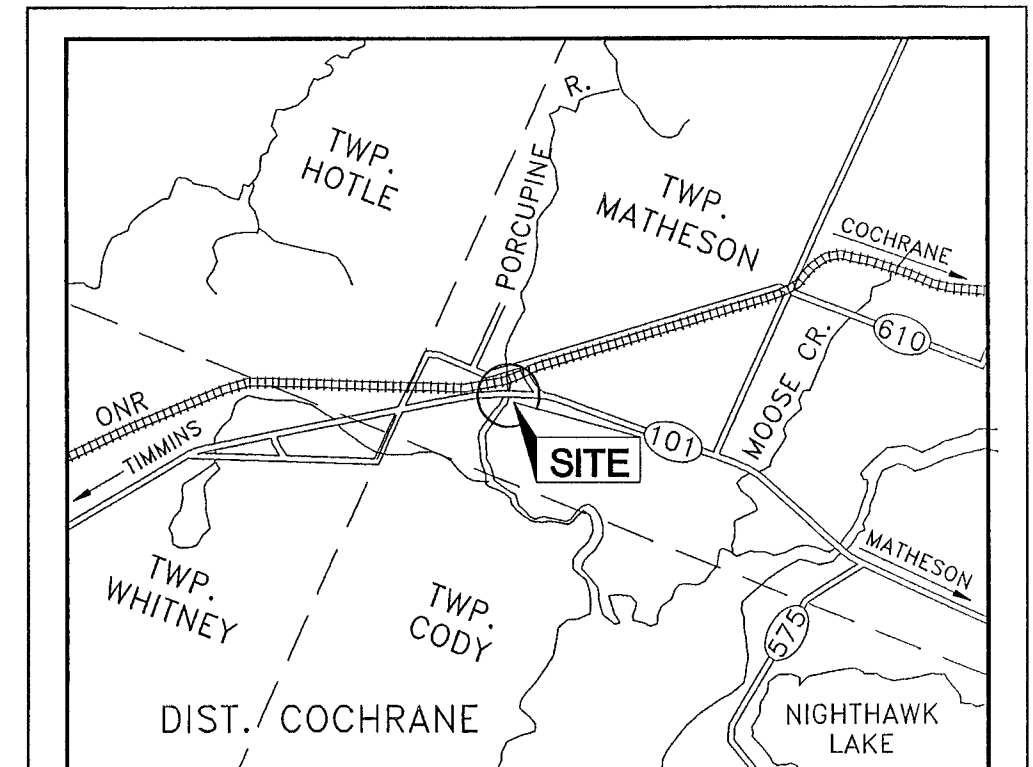 R.
TWP.
HOTLE
PORCUPINE
TWP.
MATHESON
COCHRANE
610
MOOSE CR.
ONR
TIMMINS
101
SITE
MATHESON
TWP.
WHITNEY
TWP.
CODY
575
DIST. COCHRANE
NIGHTHAWK
LAKE